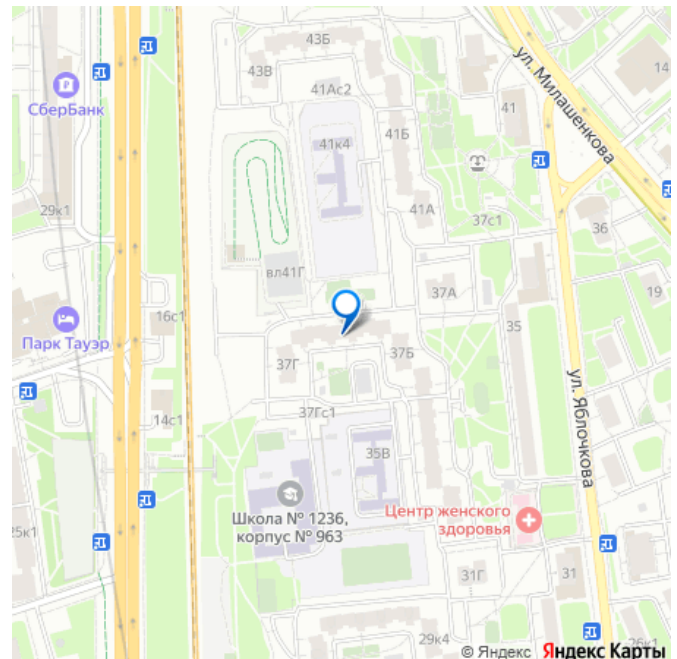 43Б
ул. Милашенкова
43В
14
СберБанк
41Ас2
41
41Б
41к4
29к1
41А
37с1
36
вл41Г
37А
19
16с1
35
Парк Тауэр
37Б
37Г
ул. Яблочкова
14с1
37Гс1
35В
Школа № 1236,
корпус № 963
Центр женского
здоровья
25к1
31Г
31
29к4
26к1
© Яндекс Яндекс Карты